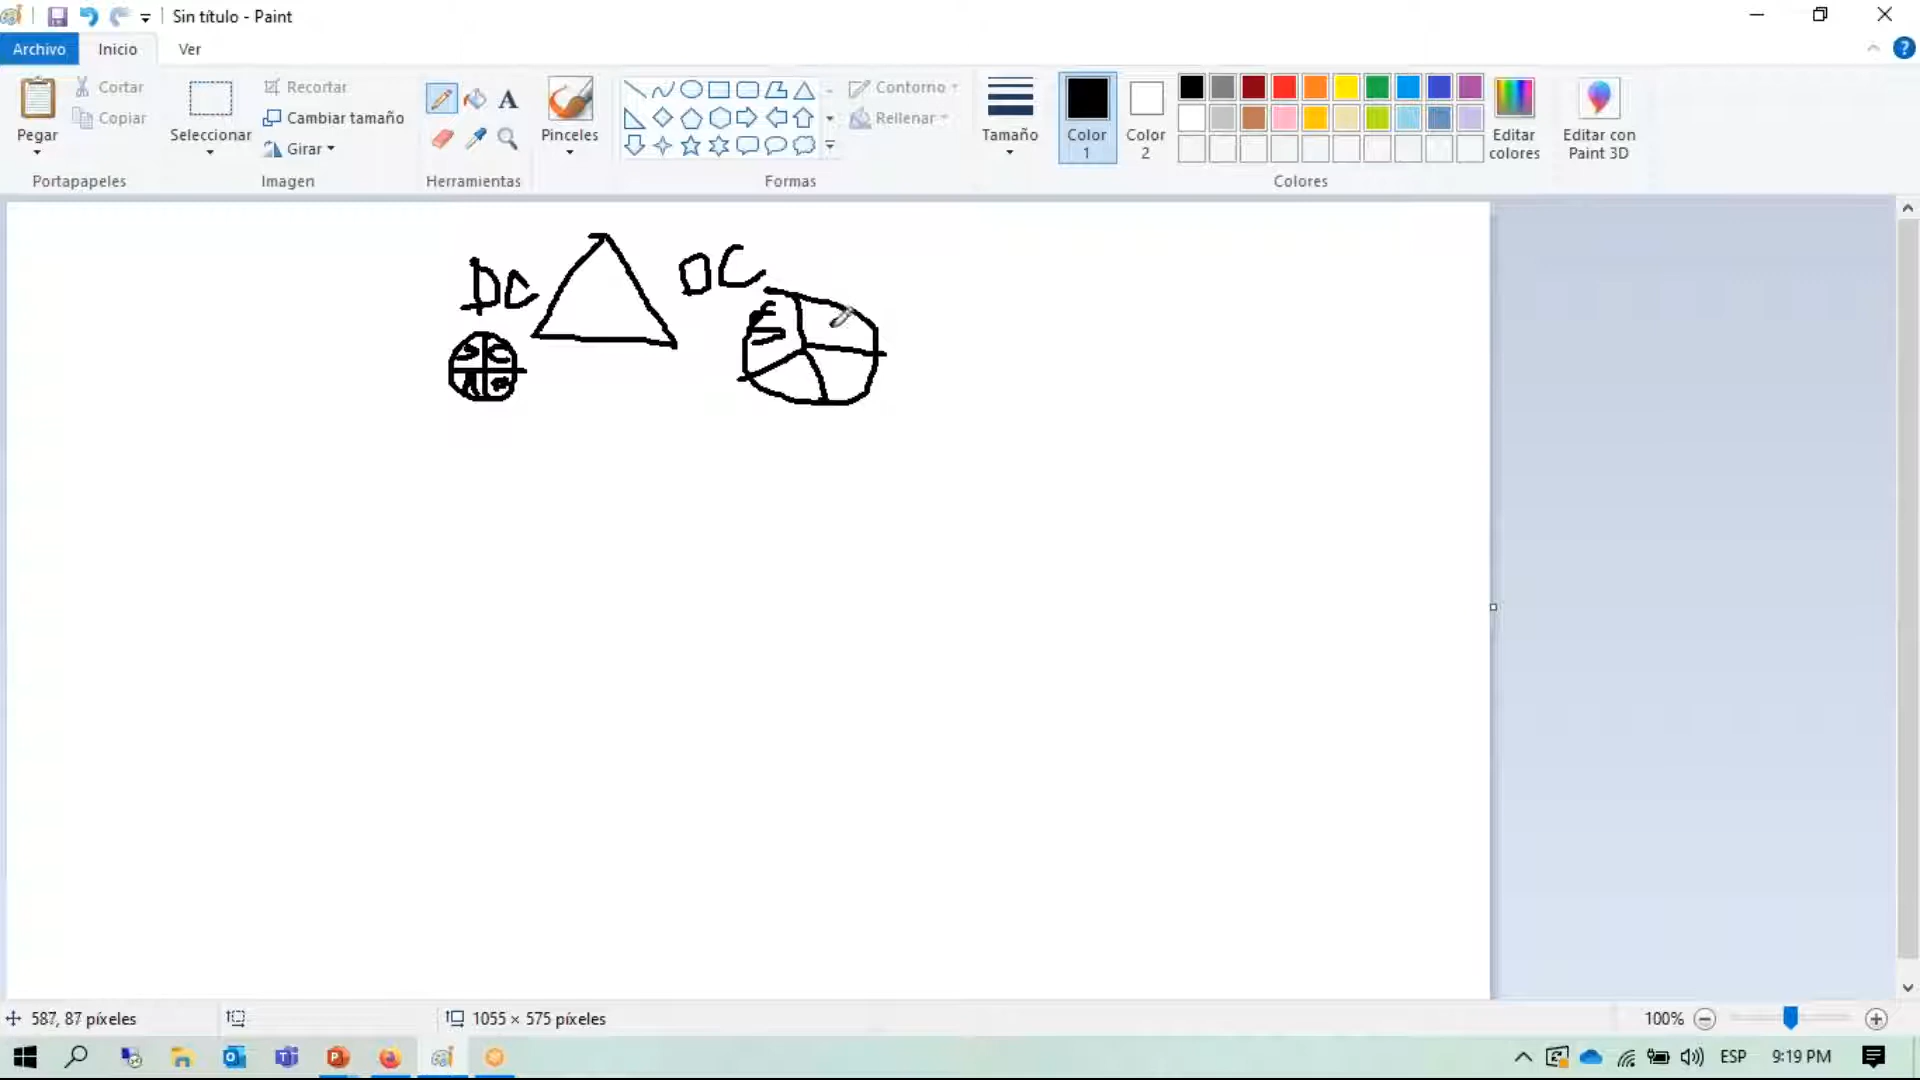 Sin título - Paint
Archivo Inicio Ver
Pegar
Cortar
Copiar
Portapapeles
Seleccionar
Recortar
Cambiar tamaño
Girar
Imagen
A
Herramientas
Pinceles
Formas
Contorno
Rellenar
Tamaño
Color 1
Color 2
Editar colores
Editar con Paint 3D
Colores
DC OC
587, 87 píxeles 1055 × 575 píxeles 100%
ESP 9:19 PM